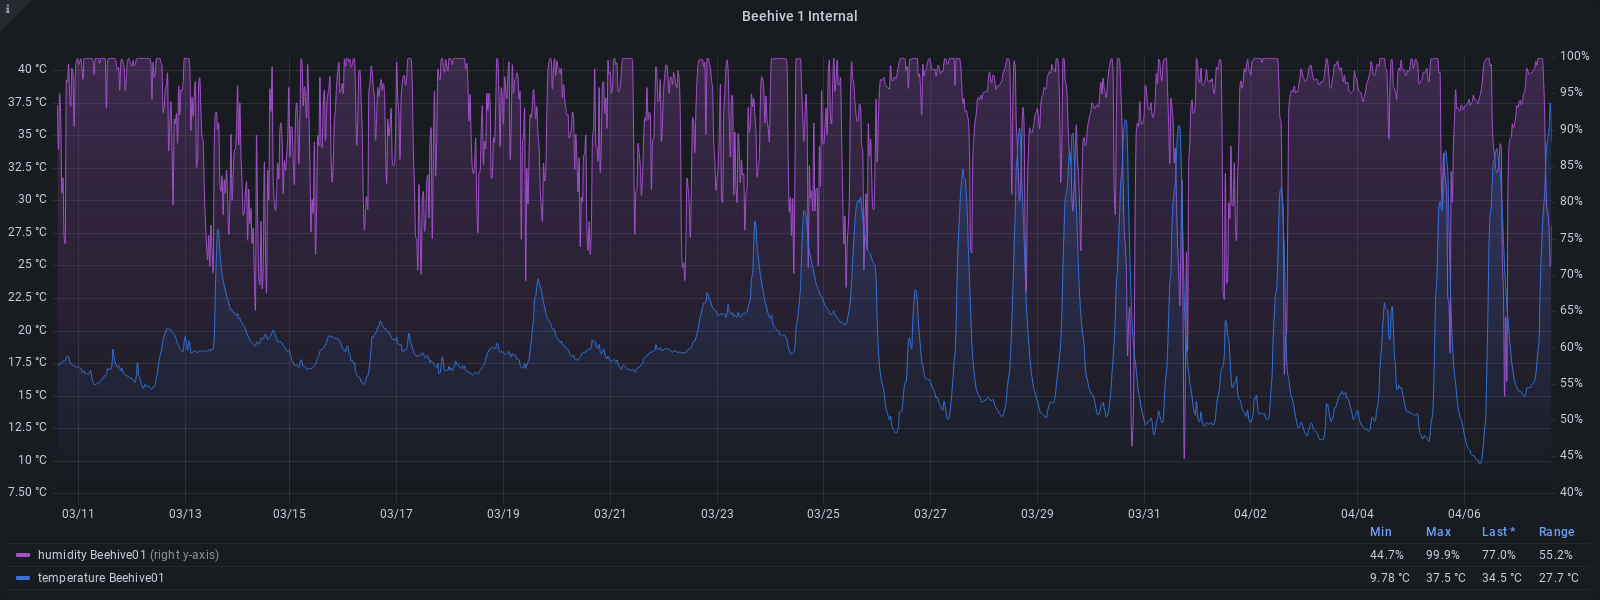 i
Beehive 1 Internal
40 °C
37.5 °C
35 °C
32.5 °C
30 °C
27.5 °C
25 °C
22.5 °C
20 °C
17.5 °C
15 °C
12.5 °C
10 °C
7.50 °C
100%
95%
90%
85%
80%
75%
70%
65%
60%
55%
50%
45%
40%
03/11 03/13 03/15 03/17 03/19 03/21 03/23 03/25 03/27 03/29 03/31 04/02 04/04 04/06
Min Max Last * Range
humidity Beehive01 (right y-axis) 44.7% 99.9% 77.0% 55.2%
temperature Beehive01 9.78 °C 37.5 °C 34.5 °C 27.7 °C